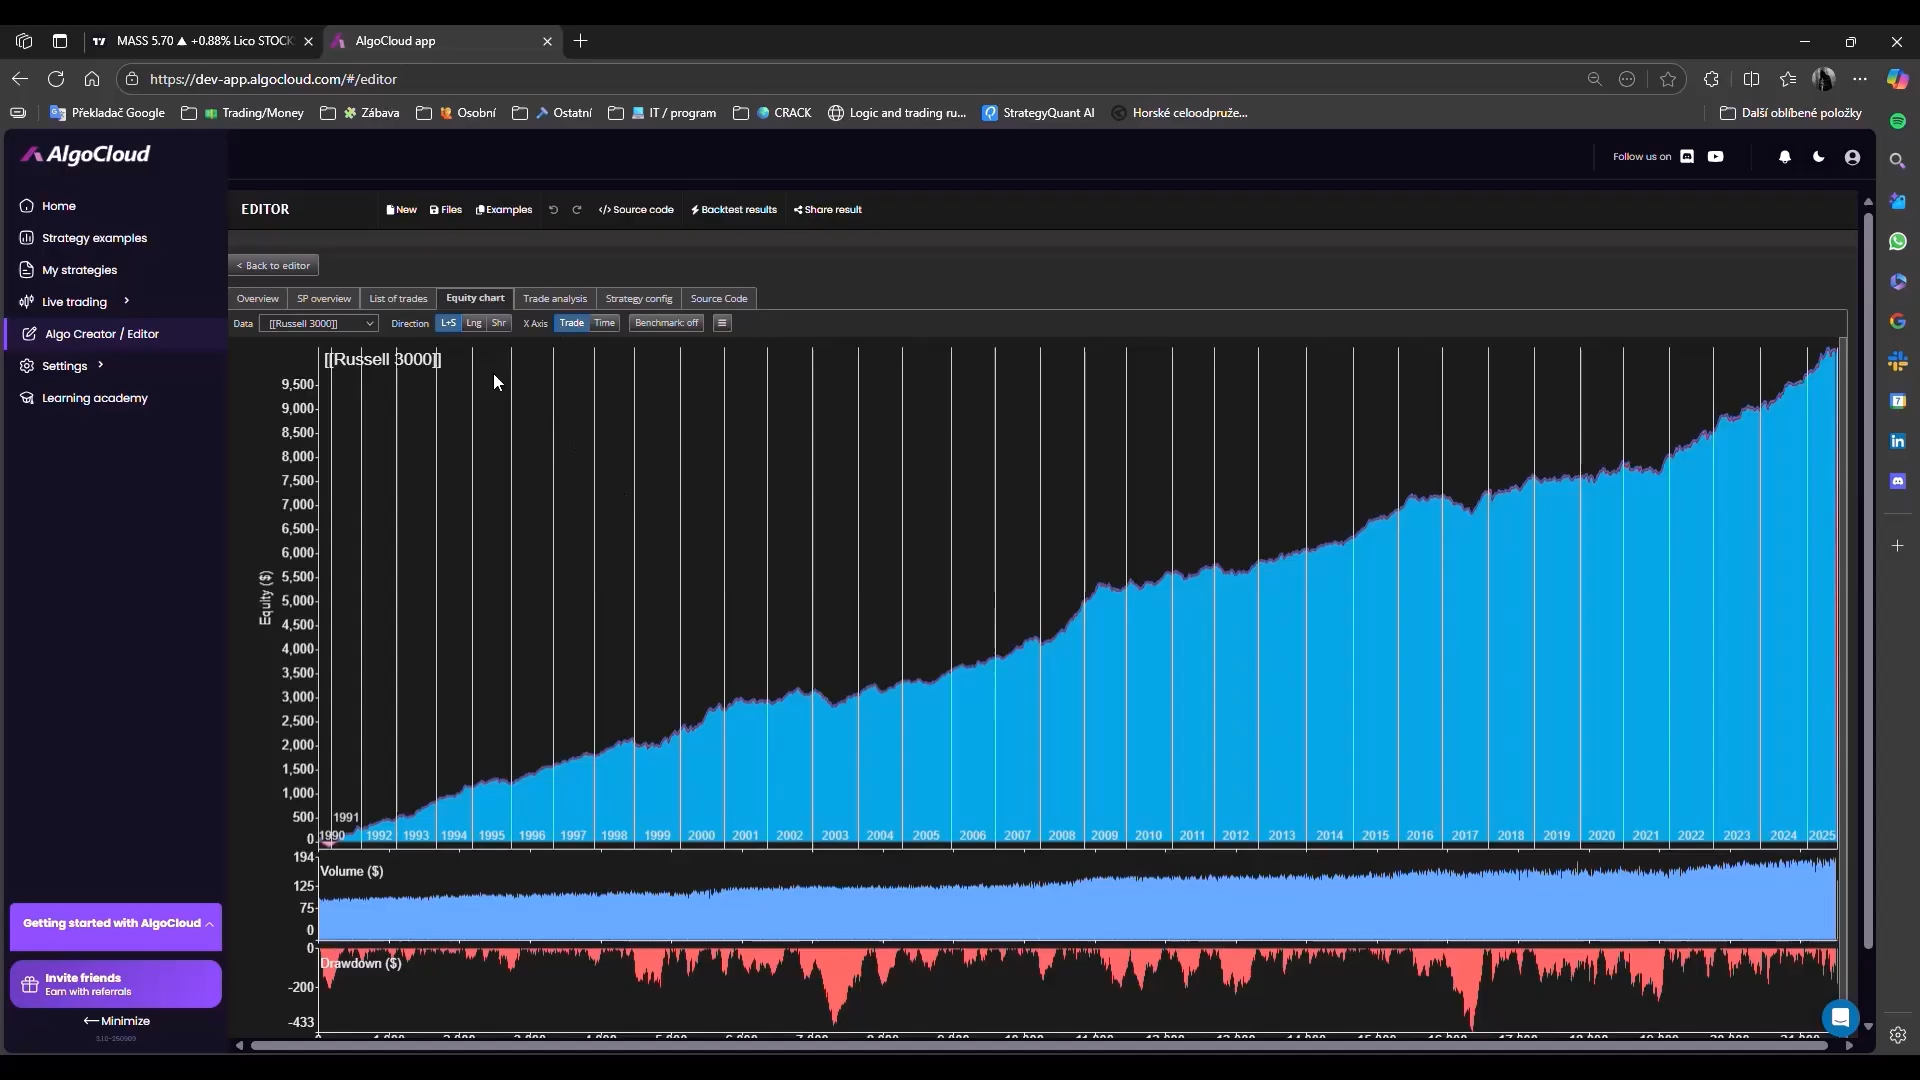 MASS 5.70 ▲ +0.88% Lico STOCK
AlgoCloud app
https://dev-app.algocloud.com/#/editor
Překladač Google
Trading/Money
Zábava
Osobní
Ostatní
IT / program
CRACK
Logic and trading ru...
StrategyQuant AI
Horské celoodpruže...
Další oblíbené položky
AlgoCloud
Follow us on
Home
Strategy examples
My strategies
Live trading
Algo Creator / Editor
Settings
Learning academy
EDITOR
New
Files
Examples
</> Source code
Backtest results
Share result
< Back to editor
Overview
SP overview
List of trades
Equity chart
Trade analysis
Strategy config
Source Code
Data
[[Russell 3000]]
Direction
L+S
Lng
Shr
X Axis
Trade
Time
Benchmark: off
[[Russell 3000]]
9,500
9,000
8,500
8,000
7,500
7,000
6,500
6,000
5,500
5,000
4,500
4,000
3,500
3,000
2,500
2,000
1,500
1,000
500
0
Equity ($)
1990 1991 1992 1993 1994 1995 1996 1997 1998 1999 2000 2001 2002 2003 2004 2005 2006 2007 2008 2009 2010 2011 2012 2013 2014 2015 2016 2017 2018 2019 2020 2021 2022 2023 2024 2025
194
125
75
0
Volume ($)
0
-200
-433
Drawdown ($)
Getting started with AlgoCloud
Invite friends
Earn with referrals
Minimize